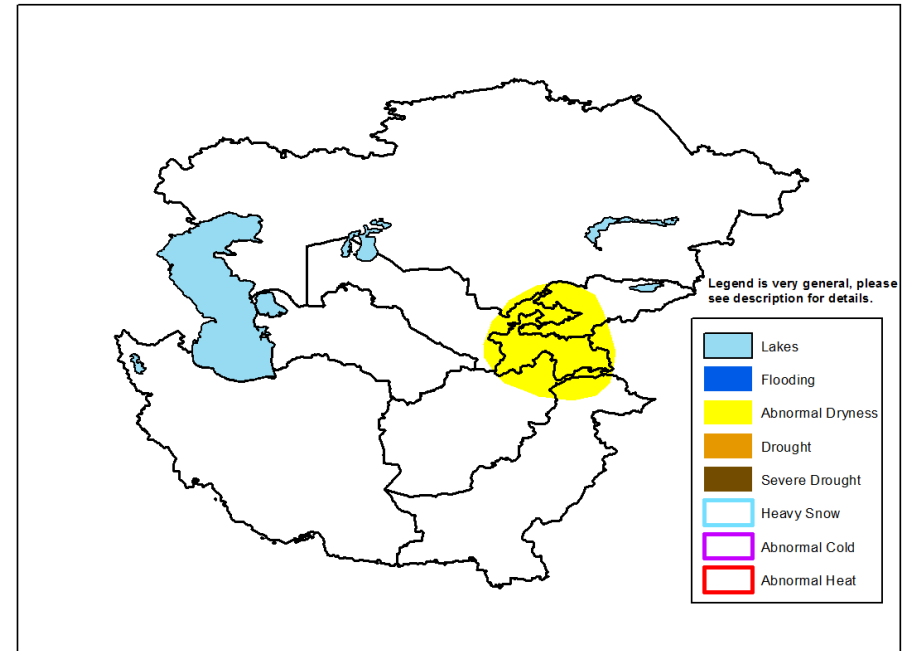 Legend is very general, please
see description for details.
Lakes
Flooding
Abnormal Dryness
Drought
Severe Drought
Heavy Snow
Abnormal Cold
Abnormal Heat